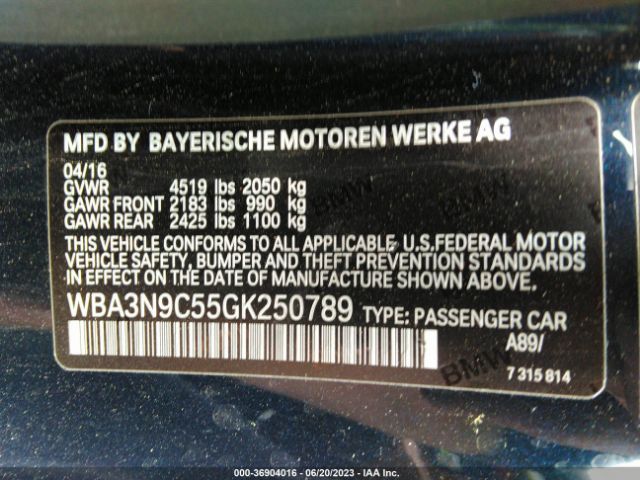 MFD BY BAYERISCHE MOTOREN WERKE AG
04/16
GVWR 4519 lbs 2050 kg
GAWR FRONT 2183 lbs 990 kg
GAWR REAR 2425 lbs 1100 kg
THIS VEHICLE CONFORMS TO ALL APPLICABLE U.S.FEDERAL MOTOR
VEHICLE SAFETY, BUMPER AND THEFT PREVENTION STANDARDS
IN EFFECT ON THE DATE OF MANUFACTURE SHOWN ABOVE.
WBA3N9C55GK250789 TYPE: PASSENGER CAR
A89/
BMW
7 315 814
000-36904016 - 06/20/2023 - IAA Inc.